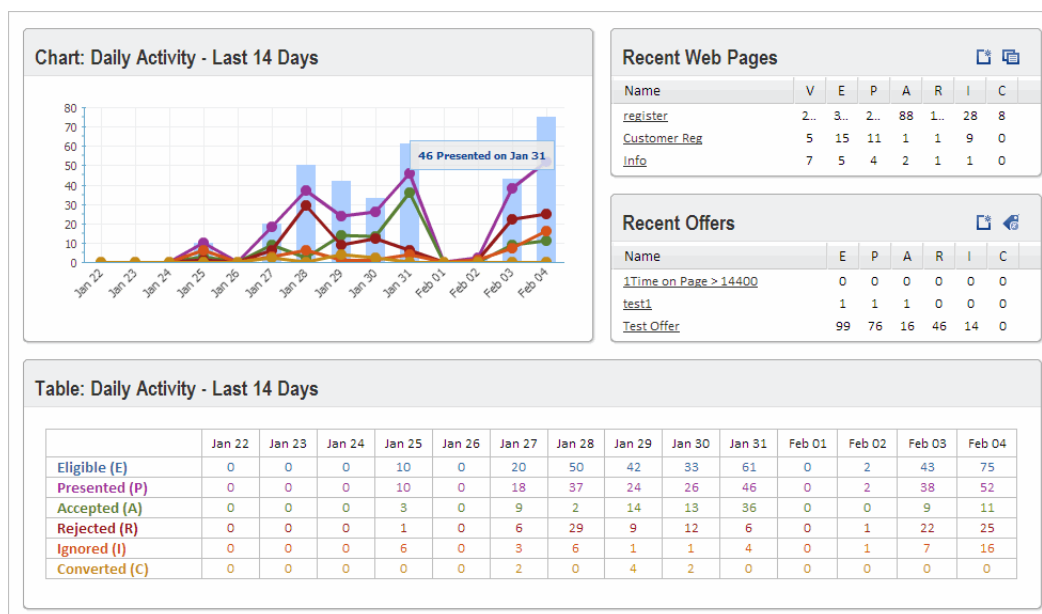 Chart: Daily Activity - Last 14 Days
80
70
60
50
40
30
20
10
0
46 Presented on Jan 31
Jan 22
Jan 23
Jan 24
Jan 25
Jan 26
Jan 27
Jan 28
Jan 29
Jan 30
Jan 31
Feb 01
Feb 02
Feb 03
Feb 04
Recent Web Pages
Name V E P A R I C
register 2.. 3.. 2.. 88 1.. 28 8
Customer Reg 5 15 11 1 1 9 0
Info 7 5 4 2 1 1 0
Recent Offers
Name E P A R I C
1Time on Page > 14400 0 0 0 0 0 0
test1 1 1 1 0 0 0
Test Offer 99 76 16 46 14 0
Table: Daily Activity - Last 14 Days
Jan 22 Jan 23 Jan 24 Jan 25 Jan 26 Jan 27 Jan 28 Jan 29 Jan 30 Jan 31 Feb 01 Feb 02 Feb 03 Feb 04
Eligible (E) 0 0 0 10 0 20 50 42 33 61 0 2 43 75
Presented (P) 0 0 0 10 0 18 37 24 26 46 0 2 38 52
Accepted (A) 0 0 0 3 0 9 2 14 13 36 0 0 9 11
Rejected (R) 0 0 0 1 0 6 29 9 12 6 0 1 22 25
Ignored (I) 0 0 0 6 0 3 6 1 1 4 0 1 7 16
Converted (C) 0 0 0 0 0 2 0 4 2 0 0 0 0 0